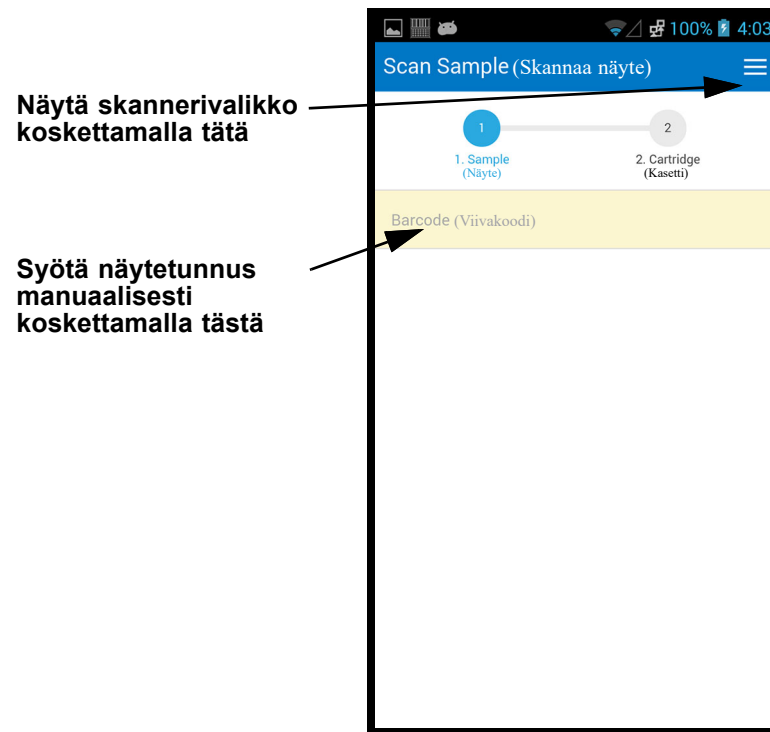 100% 4:03
Scan Sample (Skannaa näyte)
Näytä skannerivalikko
koskettamalla tätä
1
2
1. Sample
(Näyte)
2. Cartridge
(Kasetti)
Barcode (Viivakoodi)
Syötä näytetunnus
manuaalisesti
koskettamalla tästä